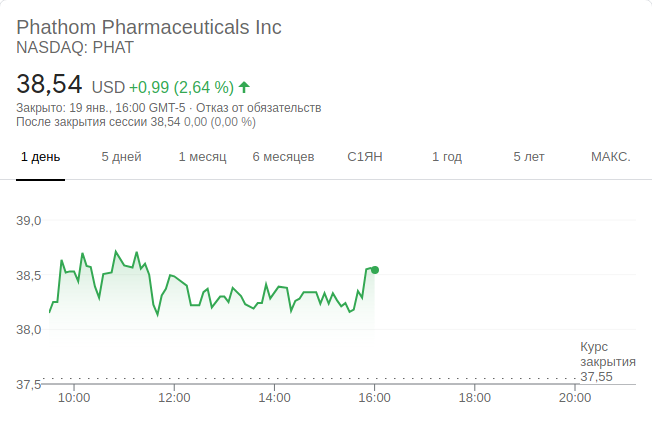 Phathom Pharmaceuticals Inc
NASDAQ: PHAT
38,54 USD +0,99 (2,64 %)
Закрыто: 19 янв., 16:00 GMT-5 · Отказ от обязательств
После закрытия сессии 38,54 0,00 (0,00 %)
1 день 5 дней 1 месяц 6 месяцев С1ЯН 1 год 5 лет МАКС.
39,0
38,5
38,0
Курс
закрытия
37,55
37,5
10:00 12:00 14:00 16:00 18:00 20:00